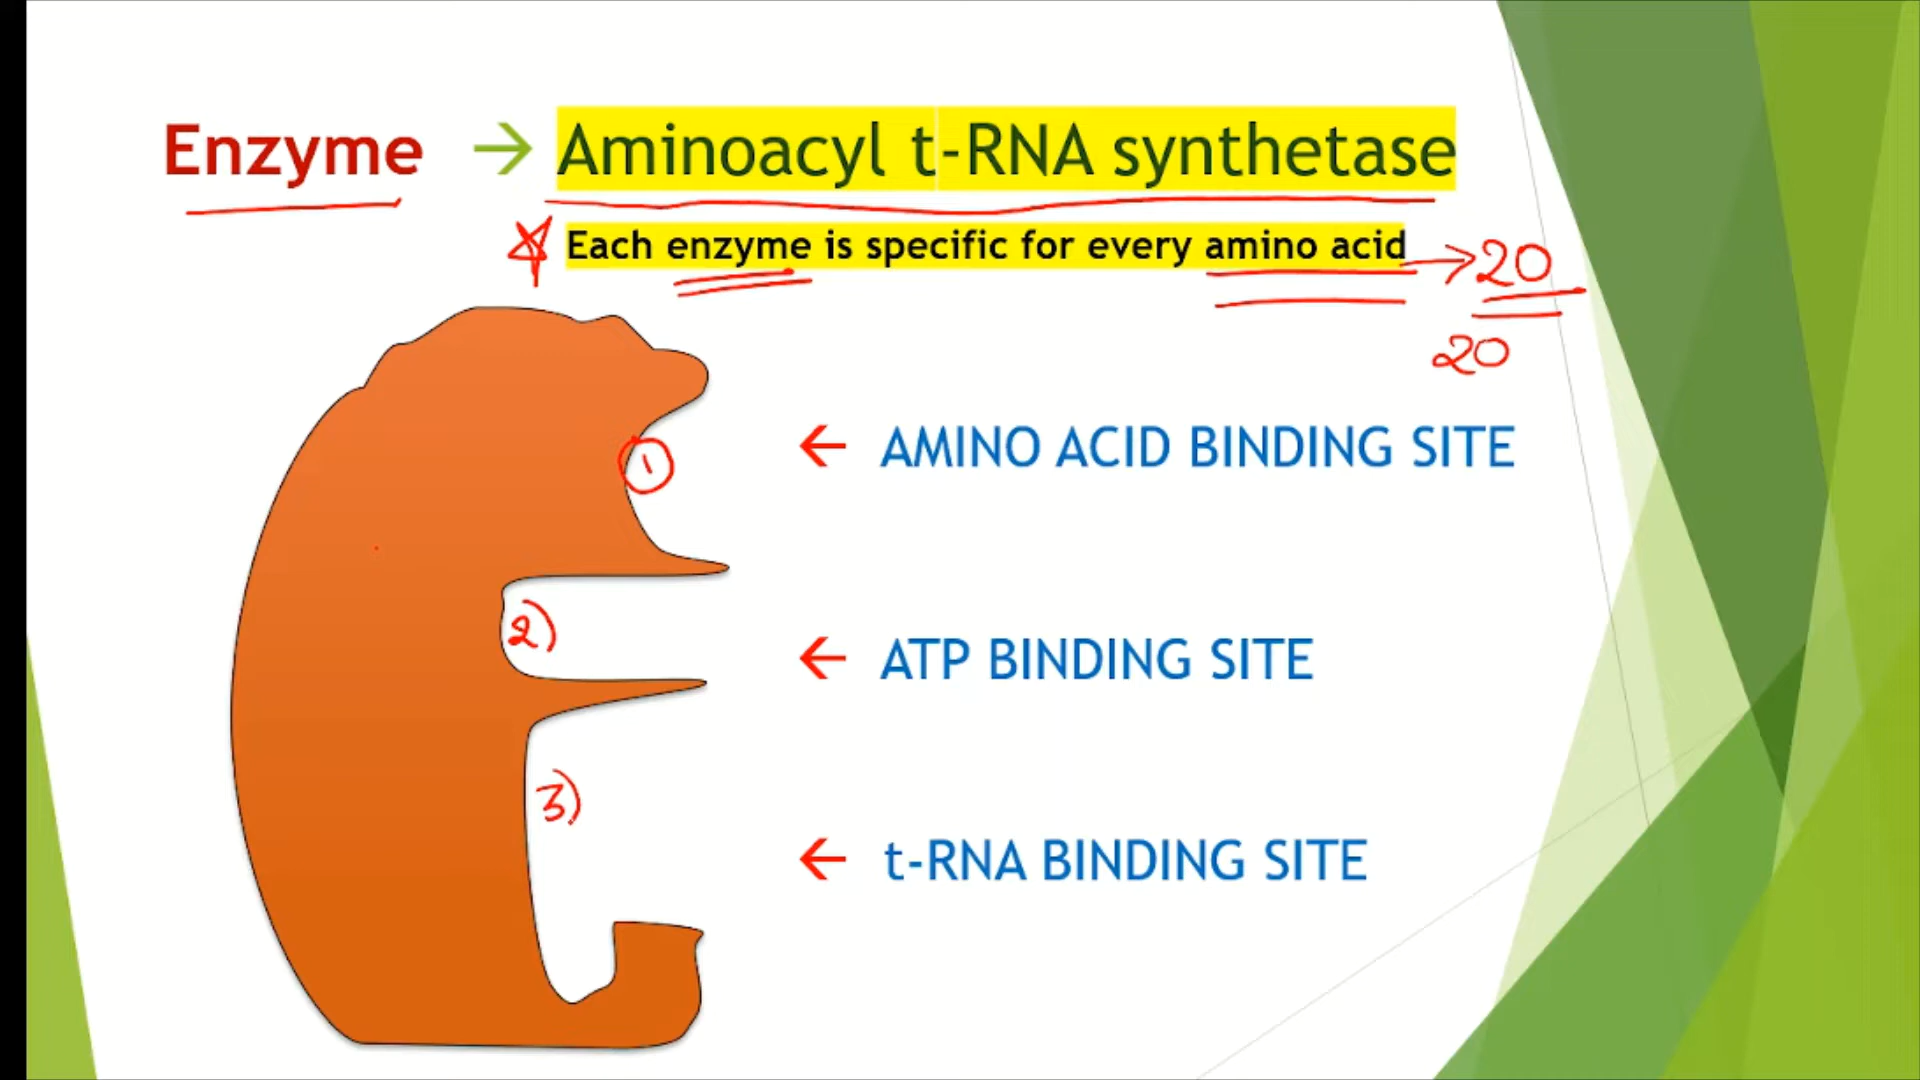 Enzyme → Aminoacyl t-RNA synthetase
Each enzyme is specific for every amino acid → 20
20
1
← AMINO ACID BINDING SITE
2)
← ATP BINDING SITE
3)
← t-RNA BINDING SITE